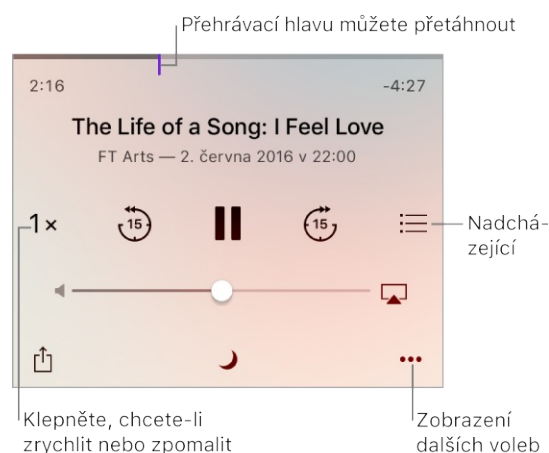 Přehrávací hlavu můžete přetáhnout
2:16
-4:27
The Life of a Song: I Feel Love
FT Arts — 2. června 2016 v 22:00
1×
15
15
Nadchá-
zející
Klepněte, chcete-li
zrychlit nebo zpomalit
Zobrazení
dalších voleb